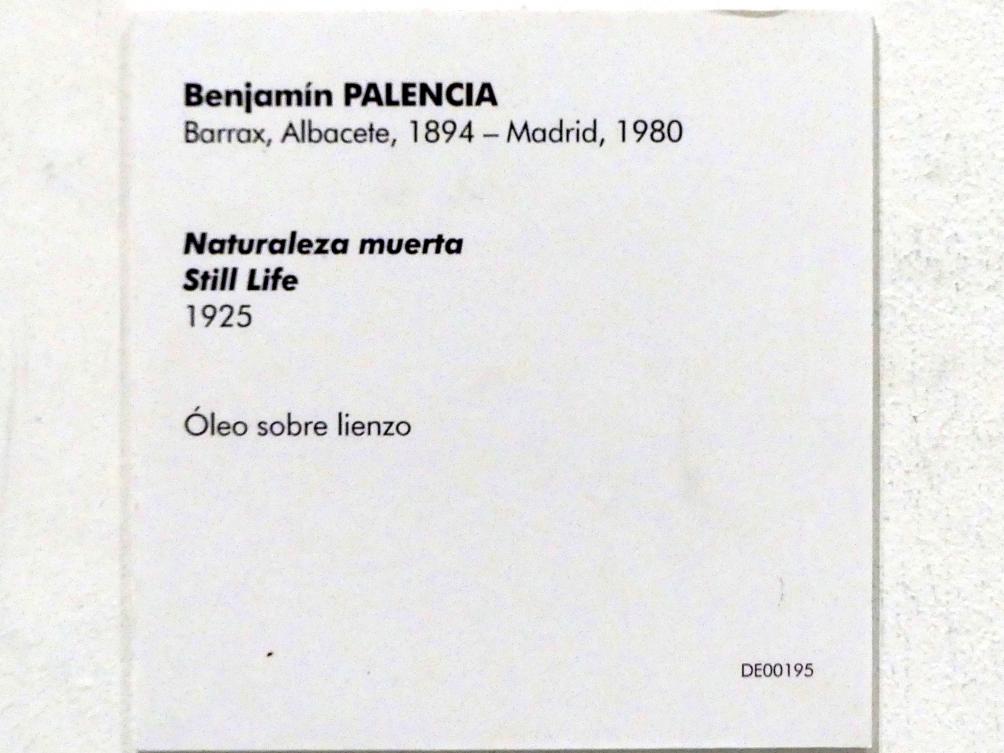 Benjamín PALENCIA
Barrax, Albacete, 1894 – Madrid, 1980
Naturaleza muerta
Still Life
1925
Óleo sobre lienzo
DE00195